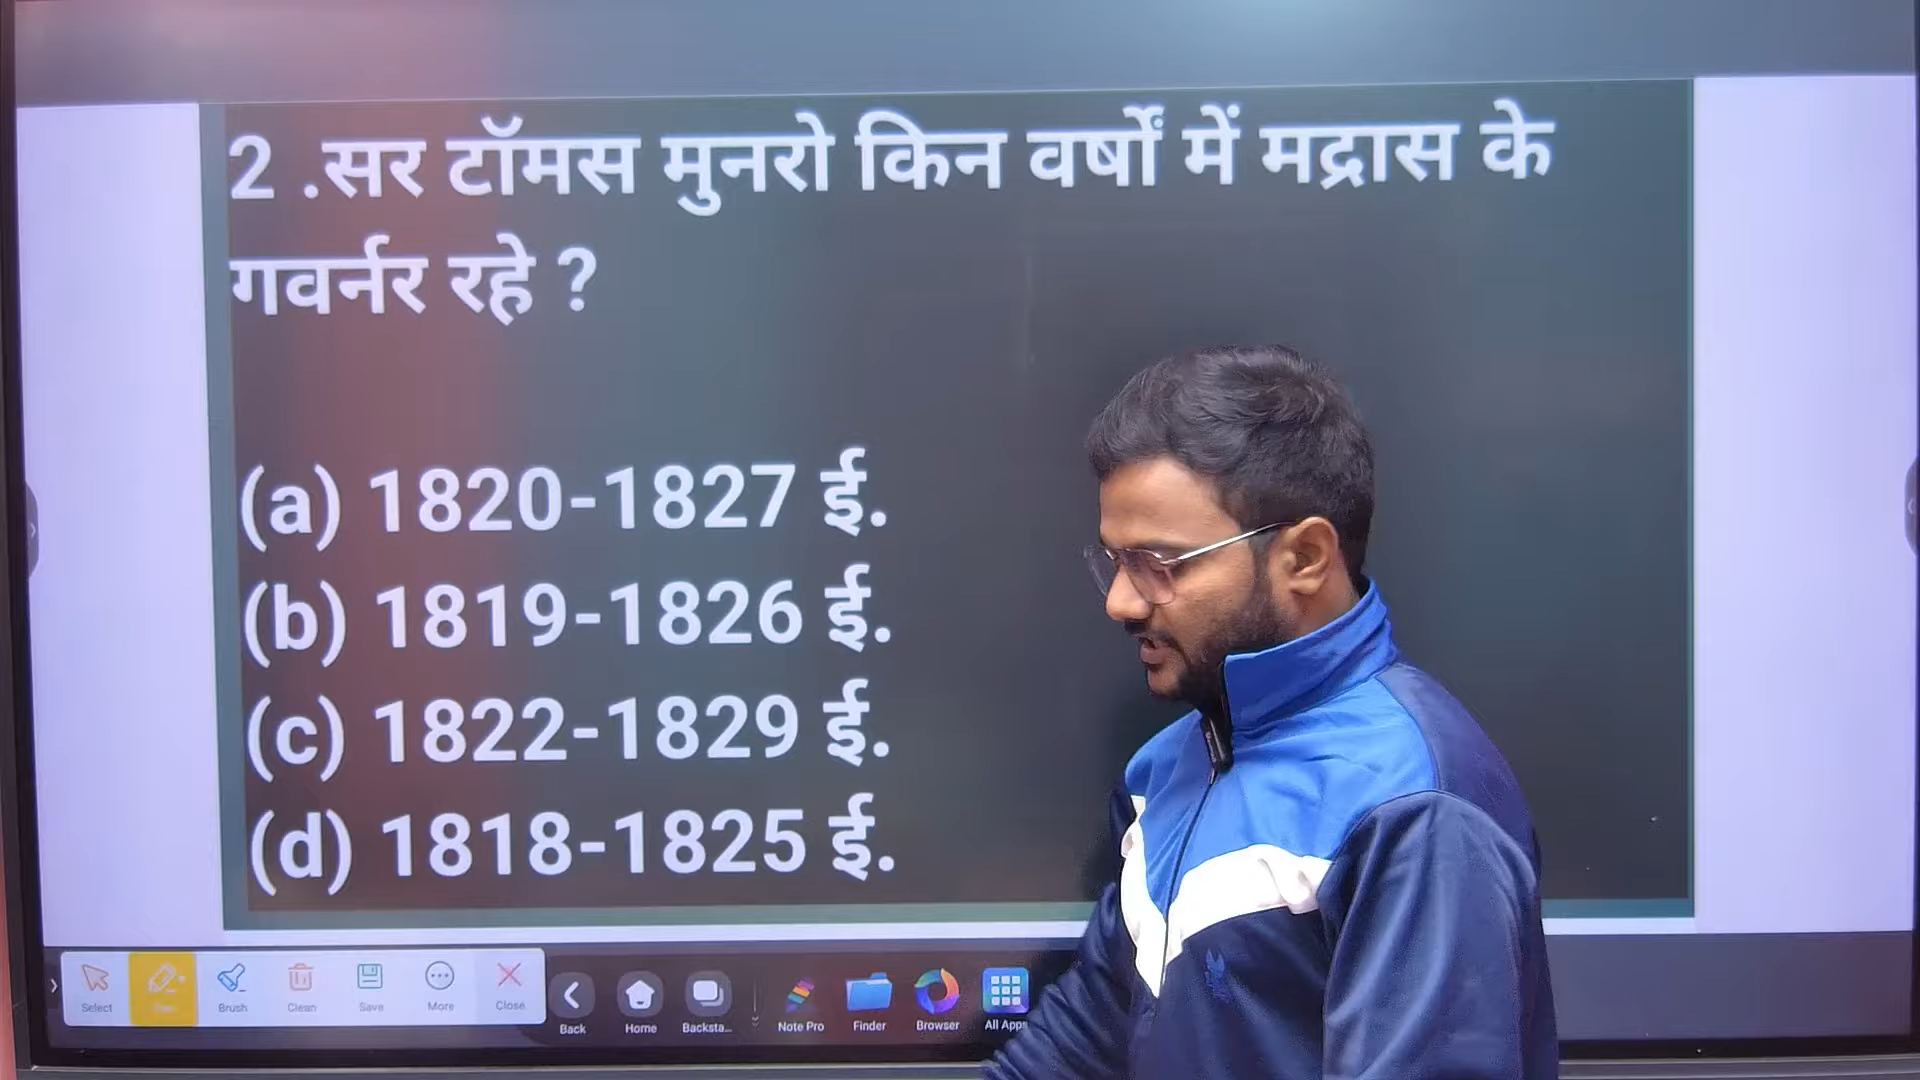 2 .सर टॉमस मुनरो किन वर्षों में मद्रास के
गवर्नर रहे ?
(a) 1820-1827 ई.
(b) 1819-1826 ई.
(c) 1822-1829 ई.
(d) 1818-1825 ई.
Select
Brush
Clean
Save
More
Close
Back
Home
Backsta...
Note Pro
Finder
Browser
All Apps